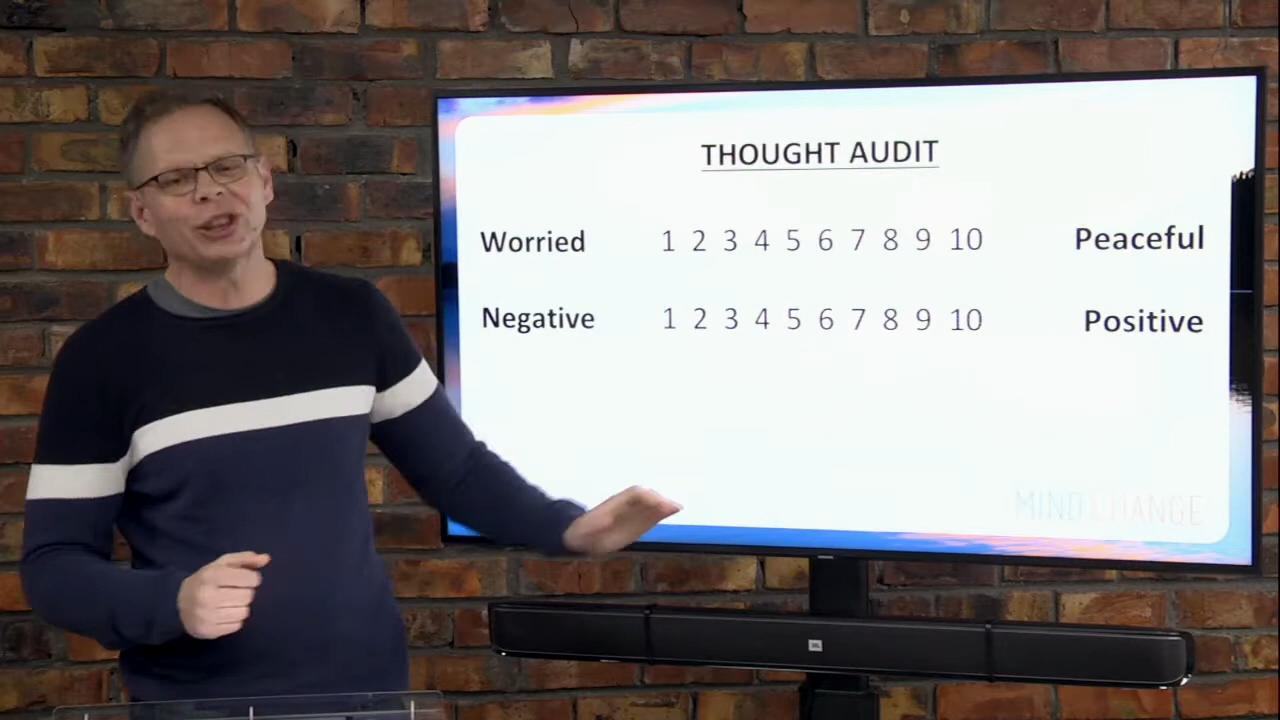 THOUGHT AUDIT
Worried 1 2 3 4 5 6 7 8 9 10 Peaceful
Negative 1 2 3 4 5 6 7 8 9 10 Positive
MIND CHANGE
JBL